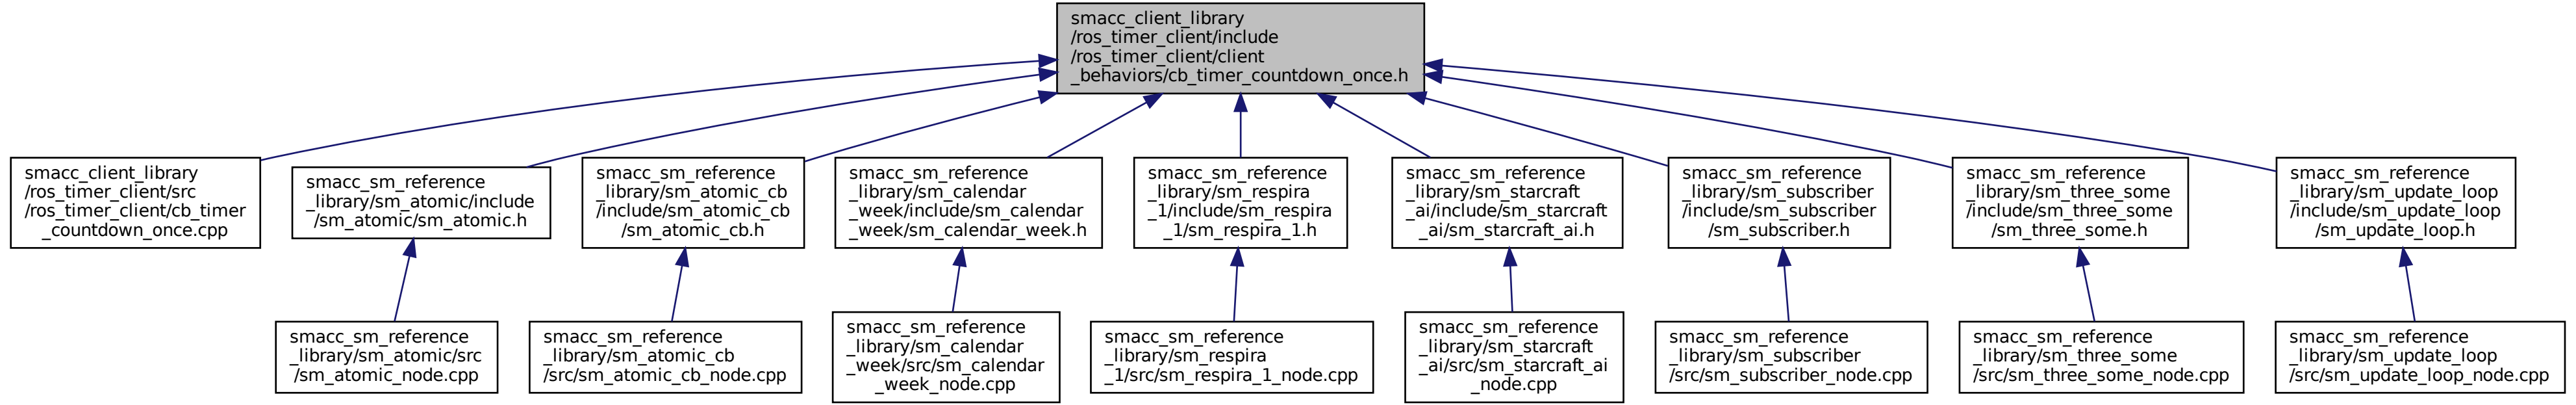 smacc_client_library
/ros_timer_client/include
/ros_timer_client/client
_behaviors/cb_timer_countdown_once.h
smacc_client_library
/ros_timer_client/src
/ros_timer_client/cb_timer
_countdown_once.cpp
smacc_sm_reference
_library/sm_atomic/include
/sm_atomic/sm_atomic.h
smacc_sm_reference
_library/sm_atomic_cb
/include/sm_atomic_cb
/sm_atomic_cb.h
smacc_sm_reference
_library/sm_calendar
_week/include/sm_calendar
_week/sm_calendar_week.h
smacc_sm_reference
_library/sm_respira
_1/include/sm_respira
_1/sm_respira_1.h
smacc_sm_reference
_library/sm_starcraft
_ai/include/sm_starcraft
_ai/sm_starcraft_ai.h
smacc_sm_reference
_library/sm_subscriber
/include/sm_subscriber
/sm_subscriber.h
smacc_sm_reference
_library/sm_three_some
/include/sm_three_some
/sm_three_some.h
smacc_sm_reference
_library/sm_update_loop
/include/sm_update_loop
/sm_update_loop.h
smacc_sm_reference
_library/sm_atomic/src
/sm_atomic_node.cpp
smacc_sm_reference
_library/sm_atomic_cb
/src/sm_atomic_cb_node.cpp
smacc_sm_reference
_library/sm_calendar
_week/src/sm_calendar
_week_node.cpp
smacc_sm_reference
_library/sm_respira
_1/src/sm_respira_1_node.cpp
smacc_sm_reference
_library/sm_starcraft
_ai/src/sm_starcraft_ai
_node.cpp
smacc_sm_reference
_library/sm_subscriber
/src/sm_subscriber_node.cpp
smacc_sm_reference
_library/sm_three_some
/src/sm_three_some_node.cpp
smacc_sm_reference
_library/sm_update_loop
/src/sm_update_loop_node.cpp